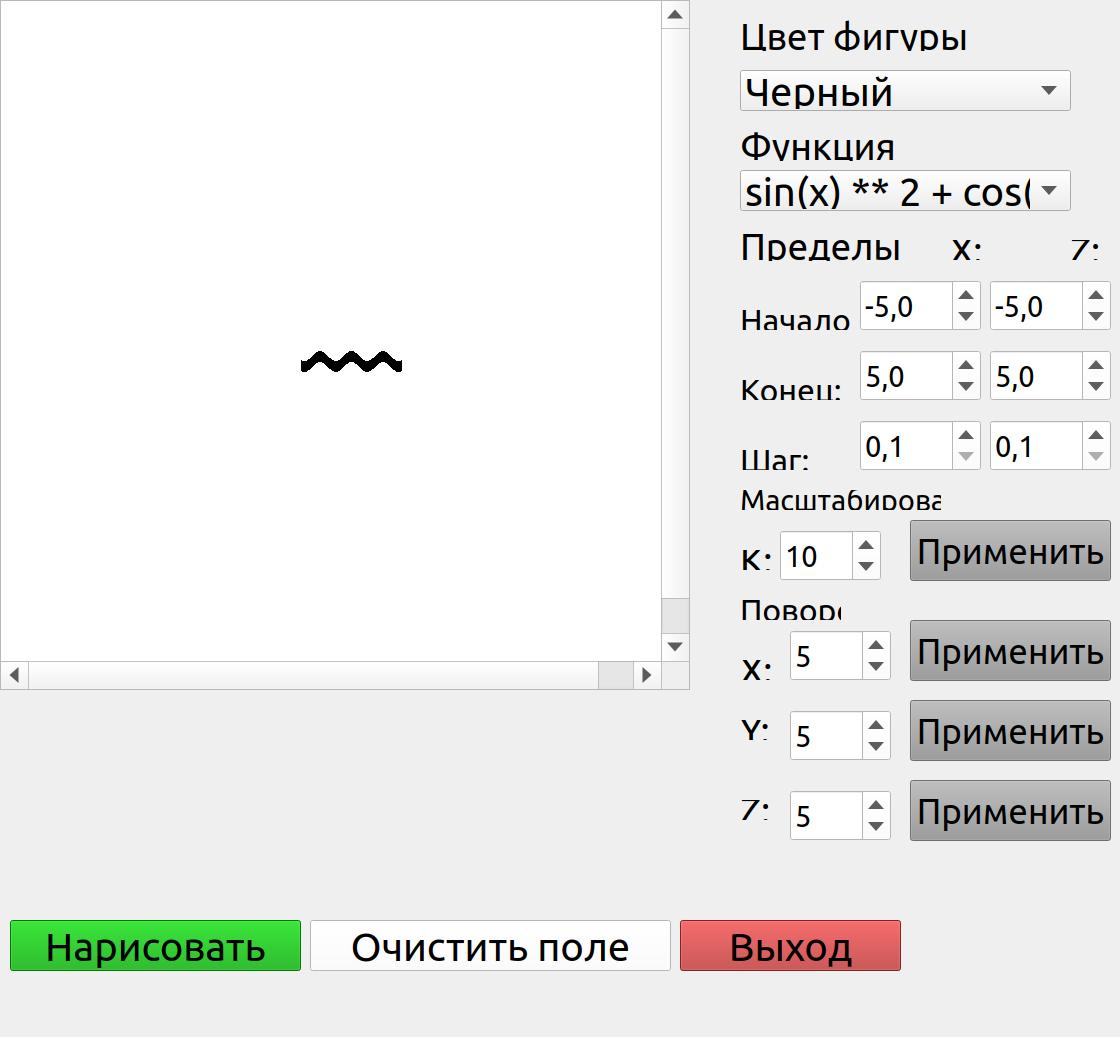 Цвет фигуры
Черный
Функция
sin(x) ** 2 + cos(
Пределы X: Z:
Начало -5,0 -5,0
Конец: 5,0 5,0
Шаг: 0,1 0,1
Масштабирова
K: 10 Применить
Поворо
X: 5 Применить
Y: 5 Применить
Z: 5 Применить
Нарисовать Очистить поле Выход